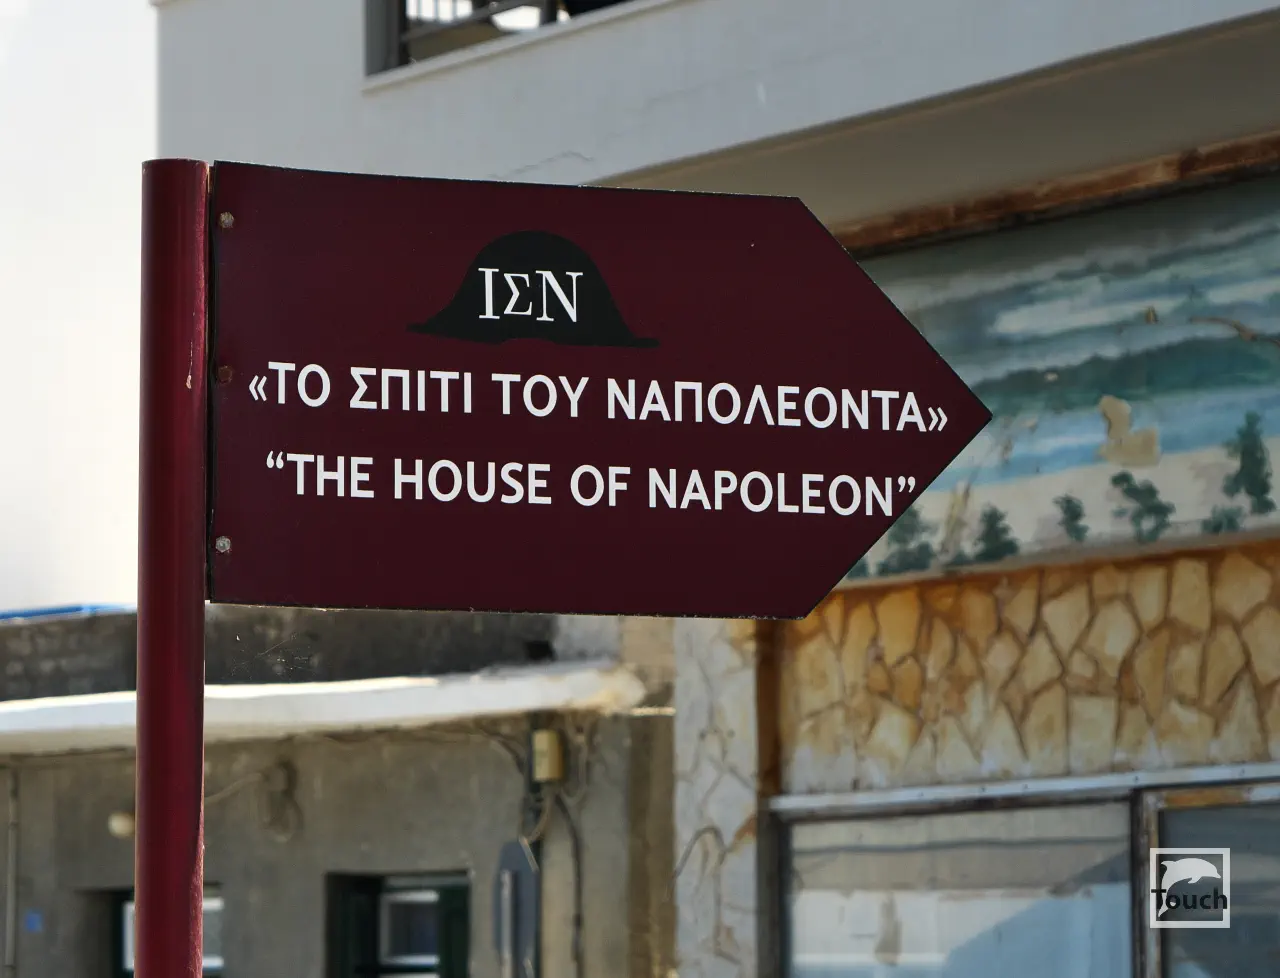 ΙΣΝ
«ΤΟ ΣΠΙΤΙ ΤΟΥ ΝΑΠΟΛΕΟΝΤΑ»
“THE HOUSE OF NAPOLEON”
Touch